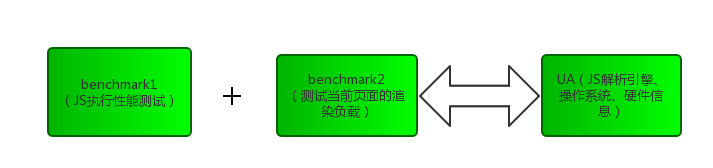 benchmark1
（JS执行性能测试）
+
benchmark2
（测试当前页面的渲
染负载）
UA（JS解析引擎、
操作系统、硬件信
息）